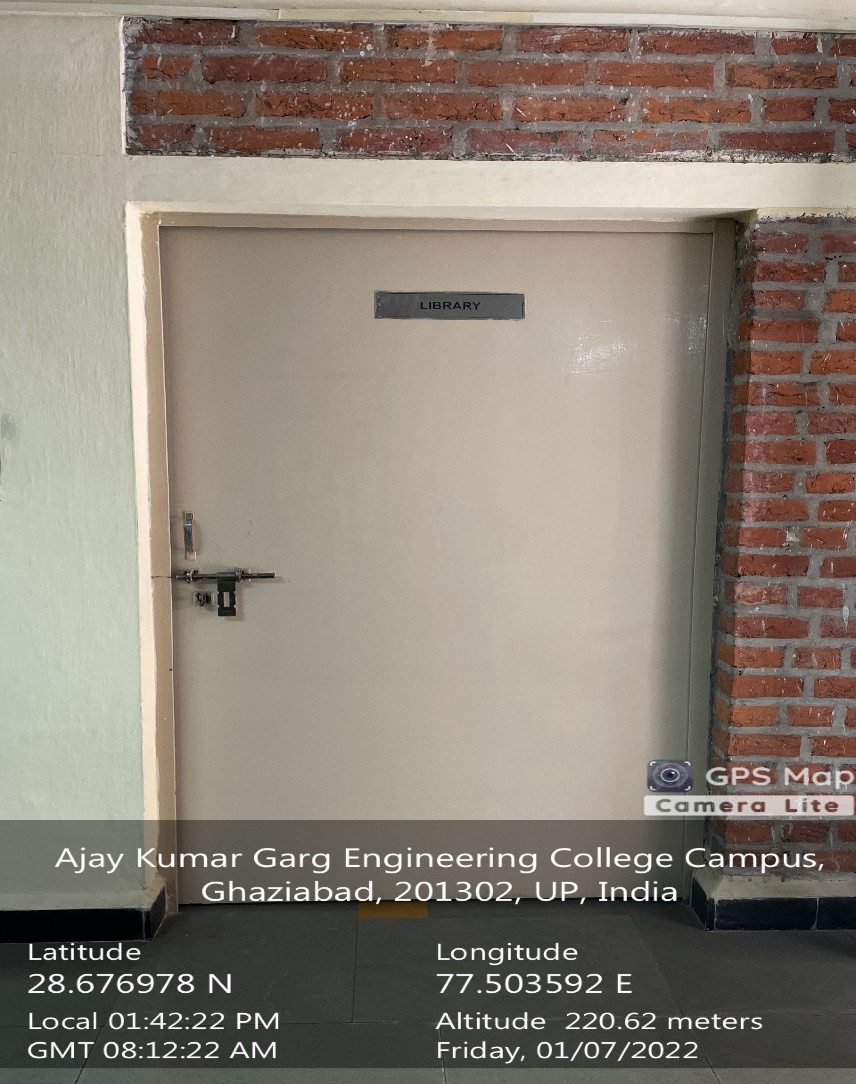 LIBRARY
GPS Map
Camera Lite
Ajay Kumar Garg Engineering College Campus,
Ghaziabad, 201302, UP, India
Latitude
28.676978 N
Longitude
77.503592 E
Local 01:42:22 PM
GMT 08:12:22 AM
Altitude 220.62 meters
Friday, 01/07/2022